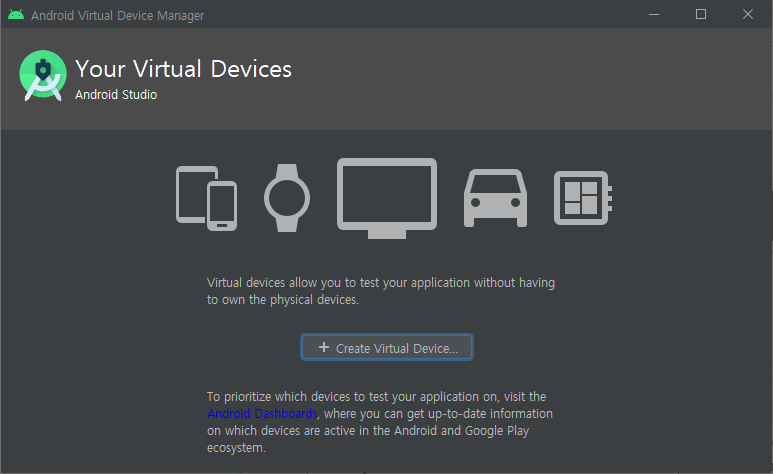 Android Virtual Device Manager
Your Virtual Devices
Android Studio
Virtual devices allow you to test your application without having
to own the physical devices.
+ Create Virtual Device...
To prioritize which devices to test your application on, visit the
Android Dashboards, where you can get up-to-date information
on which devices are active in the Android and Google Play
ecosystem.